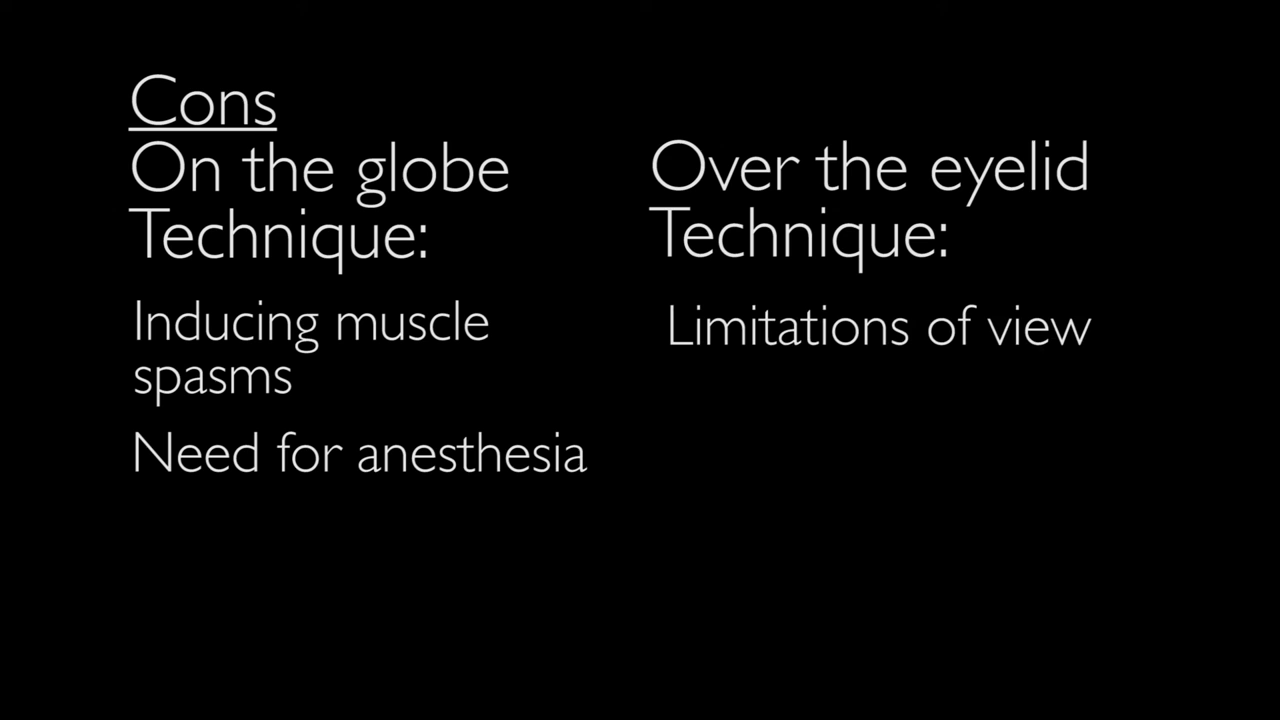 Cons
On the globe
Technique:
Inducing muscle
spasms
Need for anesthesia
Over the eyelid
Technique:
Limitations of view